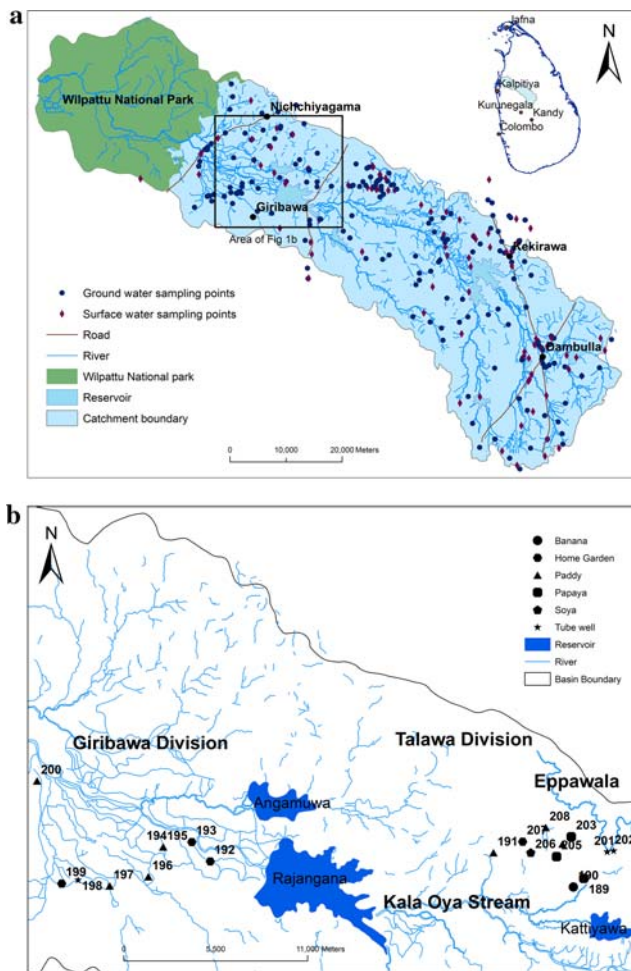 a
Jafna
N
Kalpitiya
Kurunegala
Kandy
Colombo
Wilpattu National Park
Nichchiyagama
Giribawa
Area of Fig 1b
Kekirawa
Dambulla
Ground water sampling points
Surface water sampling points
Road
River
Wilpattu National park
Reservoir
Catchment boundary
0 10,000 20,000 Meters
b
N
Banana
Home Garden
Paddy
Papaya
Soya
Tube well
Reservoir
River
Basin Boundary
Giribawa Division
Talawa Division
Eppawala
200
Angamuwa
208
203
207
193
194 195
191
206
205
201
202
192
196
197
199
198
Rajangana
190
189
Kala Oya Stream
Kattiyawa
0 5,500 11,000 Meters